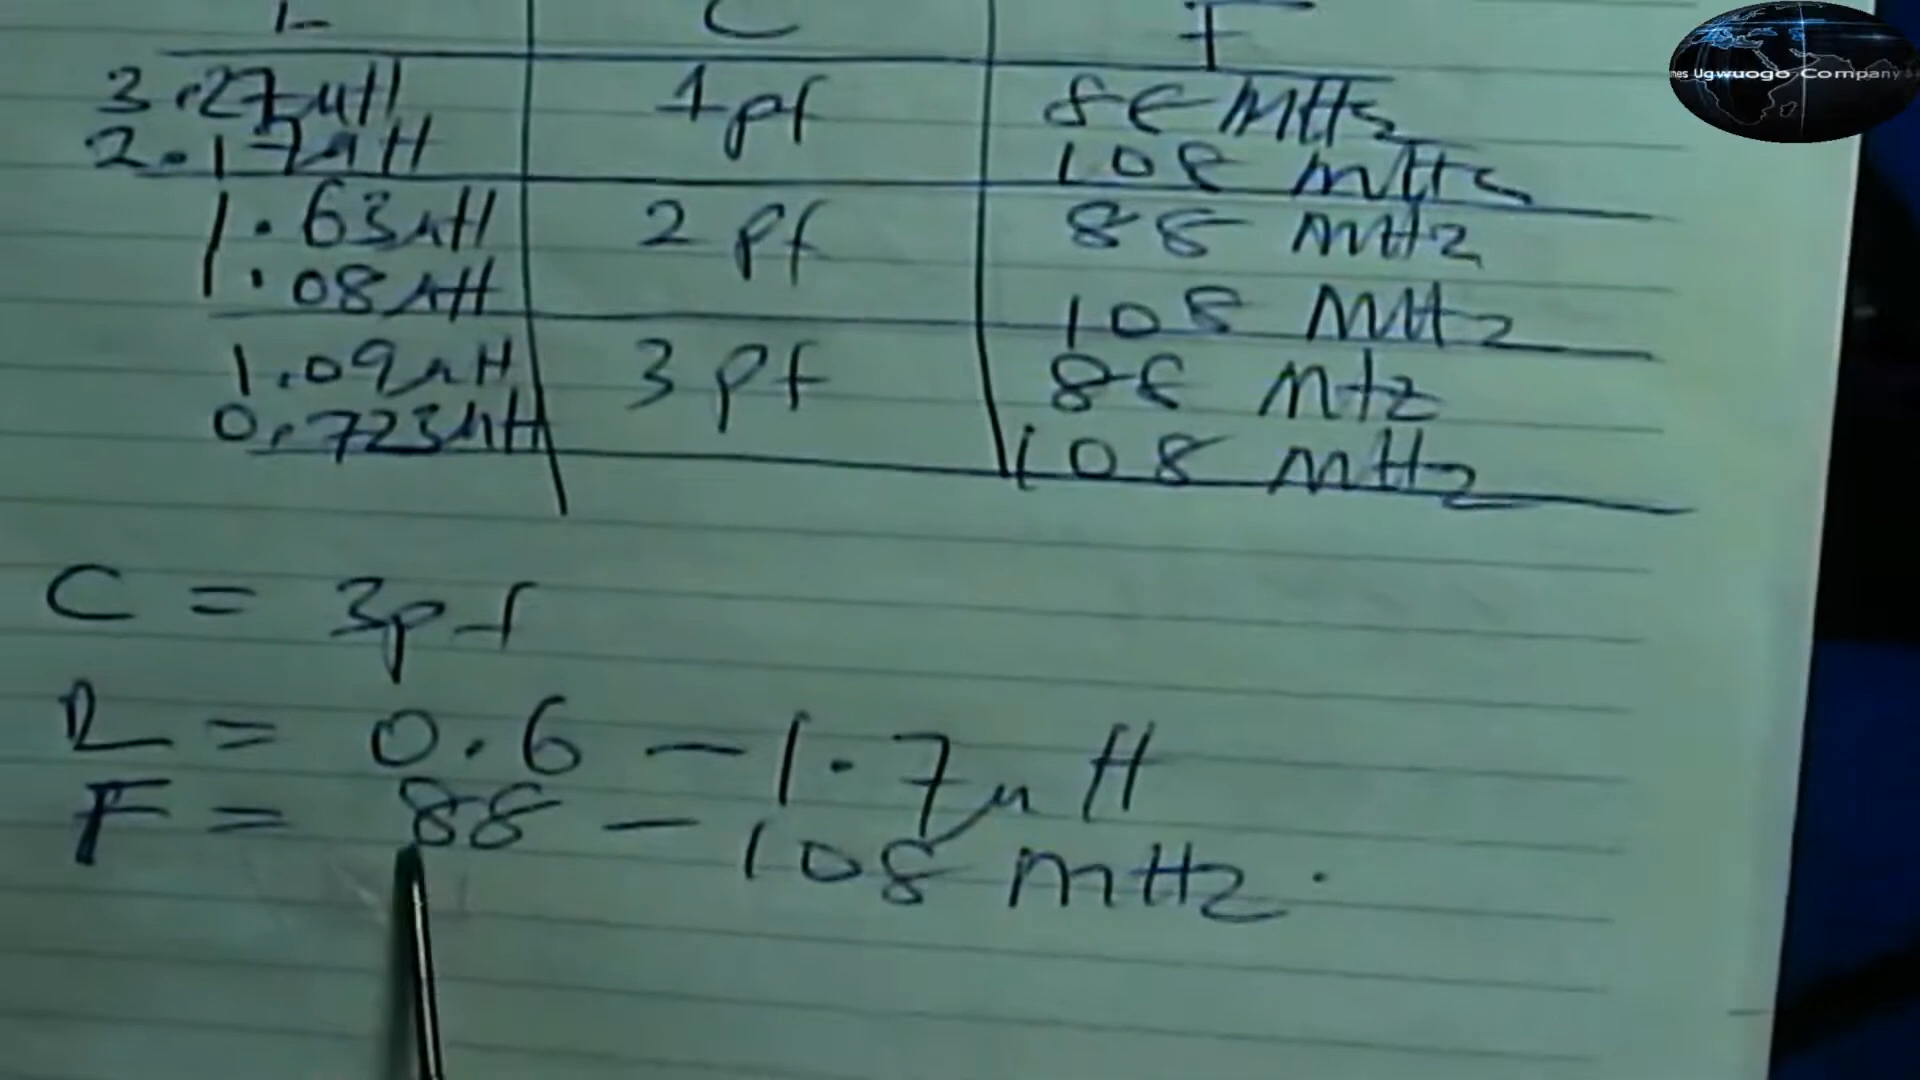 L C F
3.27µH 1pf 88 MHz
2.17µH 108 MHz
1.63µH 2 pf 88 MHz
1.08µH 108 MHz
1.09µH 3 pf 88 MHz
0.723µH 108 MHz
C = 3pf
L = 0.6 – 1.7µH
F = 88 – 108 MHz.
mes Ugwuogo Company